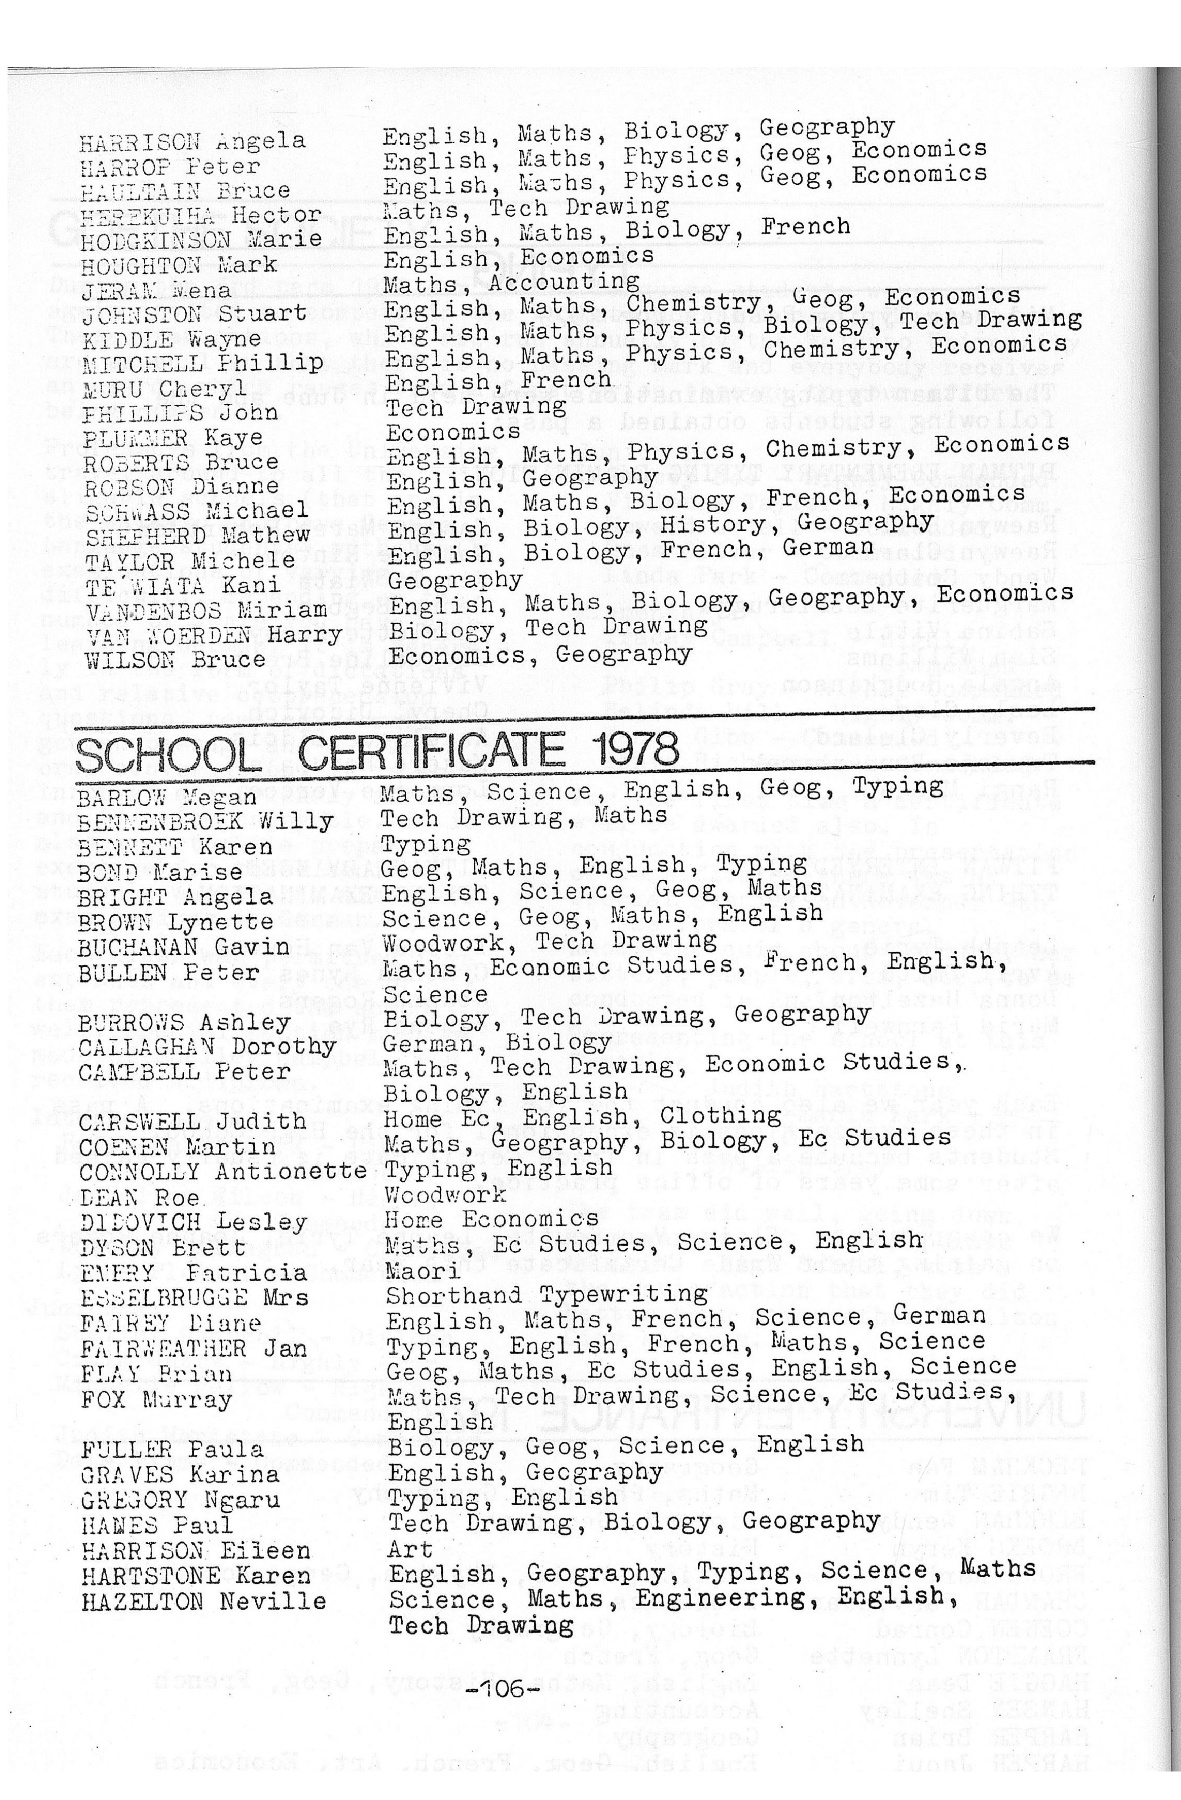 HARRISON Angela English, Maths, Biology, Geography
HARROP Peter English, Maths, Physics, Geog, Economics
HAULTAIN Bruce English, Maths, Physics, Geog, Economics
HEREKUIHA Hector Maths, Tech Drawing
HODGKINSON Marie English, Maths, Biology, French
HOUGHTON Mark English, Economics
JERAM Mena Maths, Accounting
JOHNSTON Stuart English, Maths, Chemistry, Geog, Economics
KIDDLE Wayne English, Maths, Physics, Biology, Tech Drawing
MITCHELL Phillip English, Maths, Physics, Chemistry, Economics
MURU Cheryl English, French
PHILLIPS John Tech Drawing
PLUMMER Kaye Economics
ROBERTS Bruce English, Maths, Physics, Chemistry, Economics
ROBSON Dianne English, Geography
SCHWASS Michael English, Maths, Biology, French, Economics
SHEPHERD Mathew English, Biology, History, Geography
TAYLOR Michele English, Biology, French, German
TE WIATA Kani Geography
VANDENBOS Miriam English, Maths, Biology, Geography, Economics
VAN WOERDEN Harry Biology, Tech Drawing
WILSON Bruce Economics, Geography
SCHOOL CERTIFICATE 1978
BARLOW Megan Maths, Science, English, Geog, Typing
BENNENBROEK Willy Tech Drawing, Maths
BENNETT Karen Typing
BOND Marise Geog, Maths, English, Typing
BRIGHT Angela English, Science, Geog, Maths
BROWN Lynette Science, Geog, Maths, English
BUCHANAN Gavin Woodwork, Tech Drawing
BULLEN Peter Maths, Economic Studies, French, English,
Science
BURROWS Ashley Biology, Tech Drawing, Geography
CALLAGHAN Dorothy German, Biology
CAMPBELL Peter Maths, Tech Drawing, Economic Studies,
Biology, English
CARSWELL Judith Home Ec, English, Clothing
COENEN Martin Maths, Geography, Biology, Ec Studies
CONNOLLY Antionette Typing, English
DEAN Roe Woodwork
DIDOVICH Lesley Home Economics
DYSON Brett Maths, Ec Studies, Science, English
EMERY Patricia Maori
ESSELBRUGGE Mrs Shorthand Typewriting
FAIREY Diane English, Maths, French, Science, German
FAIRWEATHER Jan Typing, English, French, Maths, Science
FLAY Brian Geog, Maths, Ec Studies, English, Science
FOX Murray Maths, Tech Drawing, Science, Ec Studies,
English
FULLER Paula Biology, Geog, Science, English
GRAVES Karina English, Geography
GREGORY Ngaru Typing, English
HAMES Paul Tech Drawing, Biology, Geography
HARRISON Eileen Art
HARTSTONE Karen English, Geography, Typing, Science, Maths
HAZELTON Neville Science, Maths, Engineering, English,
Tech Drawing
-106-